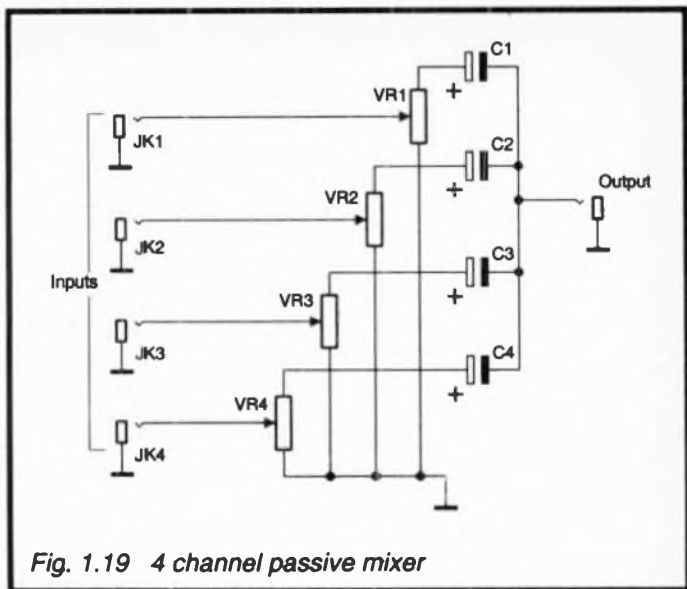 C1
+
VR1
JK1
C2
+
VR2
Output
JK2
C3
Inputs
+
VR3
JK3
C4
+
VR4
JK4
Fig. 1.19 4 channel passive mixer